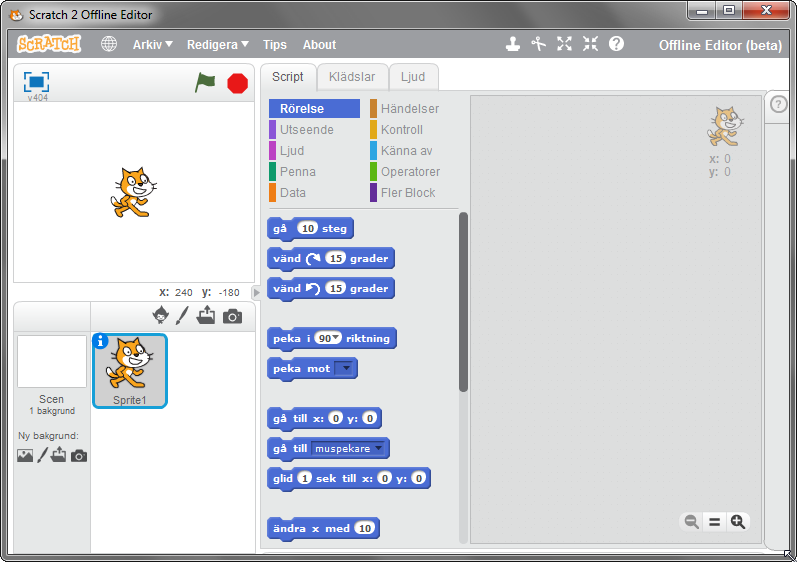 Scratch 2 Offline Editor
SCRATCH Arkiv Redigera Tips About Offline Editor (beta)
v404
Script Klädslar Ljud
Rörelse Händelser
Utseende Kontroll
Ljud Känna av
Penna Operatorer
Data Fler Block
x: 0
y: 0
gå 10 steg
vänd 15 grader
vänd 15 grader
x: 240 y: -180
peka i 90 riktning
peka mot
Scen
1 bakgrund
Sprite1
Ny bakgrund:
gå till x: 0 y: 0
gå till muspekare
glid 1 sek till x: 0 y: 0
ändra x med 10